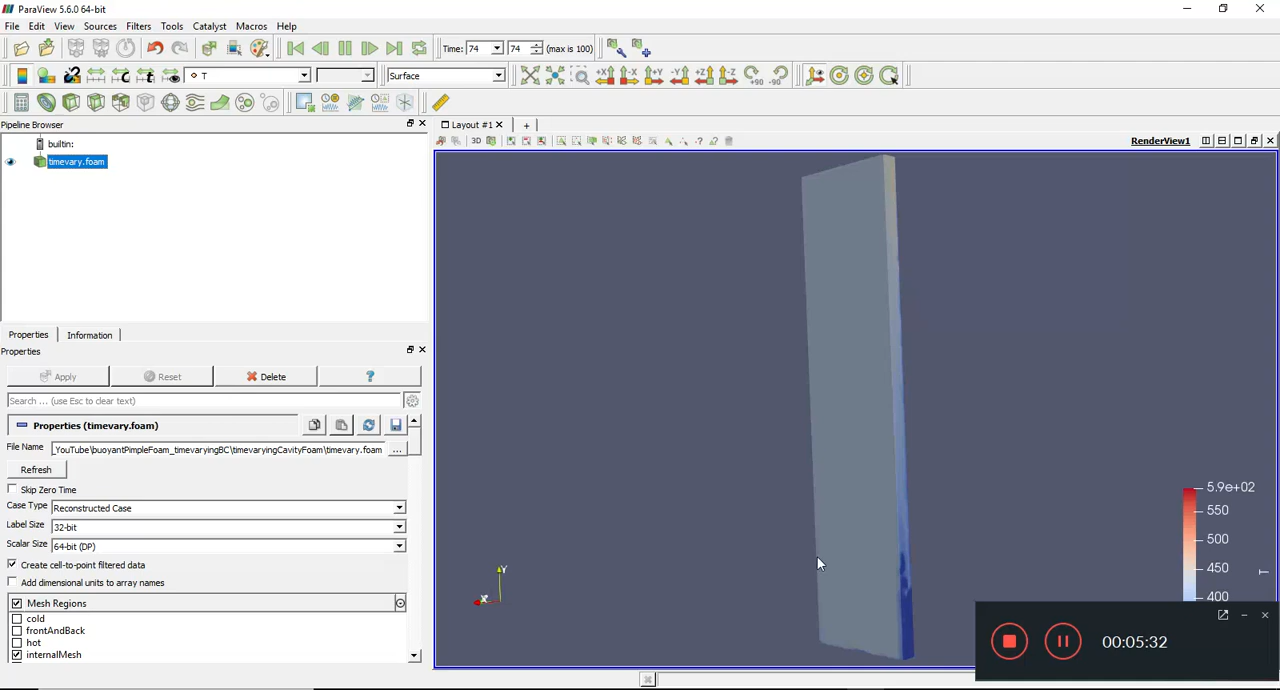 ParaView 5.6.0 64-bit
File Edit View Sources Filters Tools Catalyst Macros Help
Time: 74 74 (max is 100)
T Surface
+X -X +Y -Y +Z -Z +90 -90
Pipeline Browser
builtin:
timevary.foam
Layout #1 +
3D
RenderView1
Properties Information
Properties
Apply Reset Delete ?
Search ... (use Esc to clear text)
Properties (timevary.foam)
File Name YouTube\buoyantPimpleFoam_timevaryingBC\timevaryingCavityFoam\timevary.foam ...
Refresh
Skip Zero Time
Case Type Reconstructed Case
Label Size 32-bit
Scalar Size 64-bit (DP)
Create cell-to-point filtered data
Add dimensional units to array names
Mesh Regions
cold
frontAndBack
hot
internalMesh
Y
X
5.9e+02
550
500
450
400
T
00:05:32